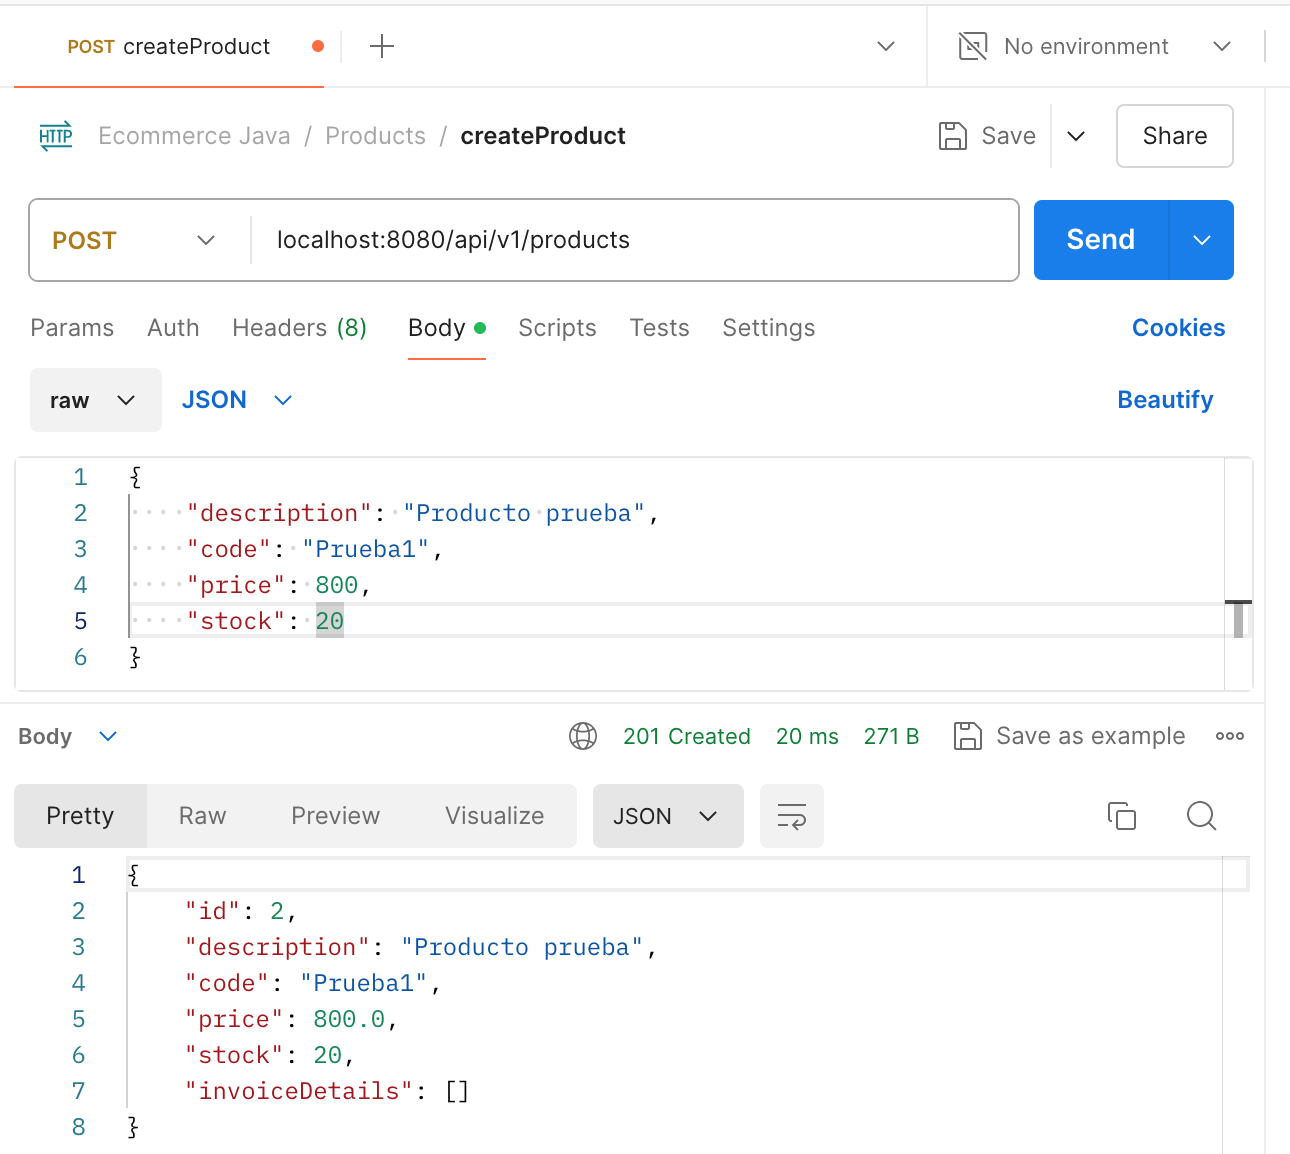 POST createProduct
No environment
HTTP Ecommerce Java / Products / createProduct
Save
Share
POST
localhost:8080/api/v1/products
Send
Params Auth Headers (8) Body Scripts Tests Settings Cookies
raw JSON Beautify
1 {
2 "description": "Producto prueba",
3 "code": "Prueba1",
4 "price": 800,
5 "stock": 20
6 }
Body 201 Created 20 ms 271 B Save as example
Pretty Raw Preview Visualize JSON
1 {
2 "id": 2,
3 "description": "Producto prueba",
4 "code": "Prueba1",
5 "price": 800.0,
6 "stock": 20,
7 "invoiceDetails": []
8 }